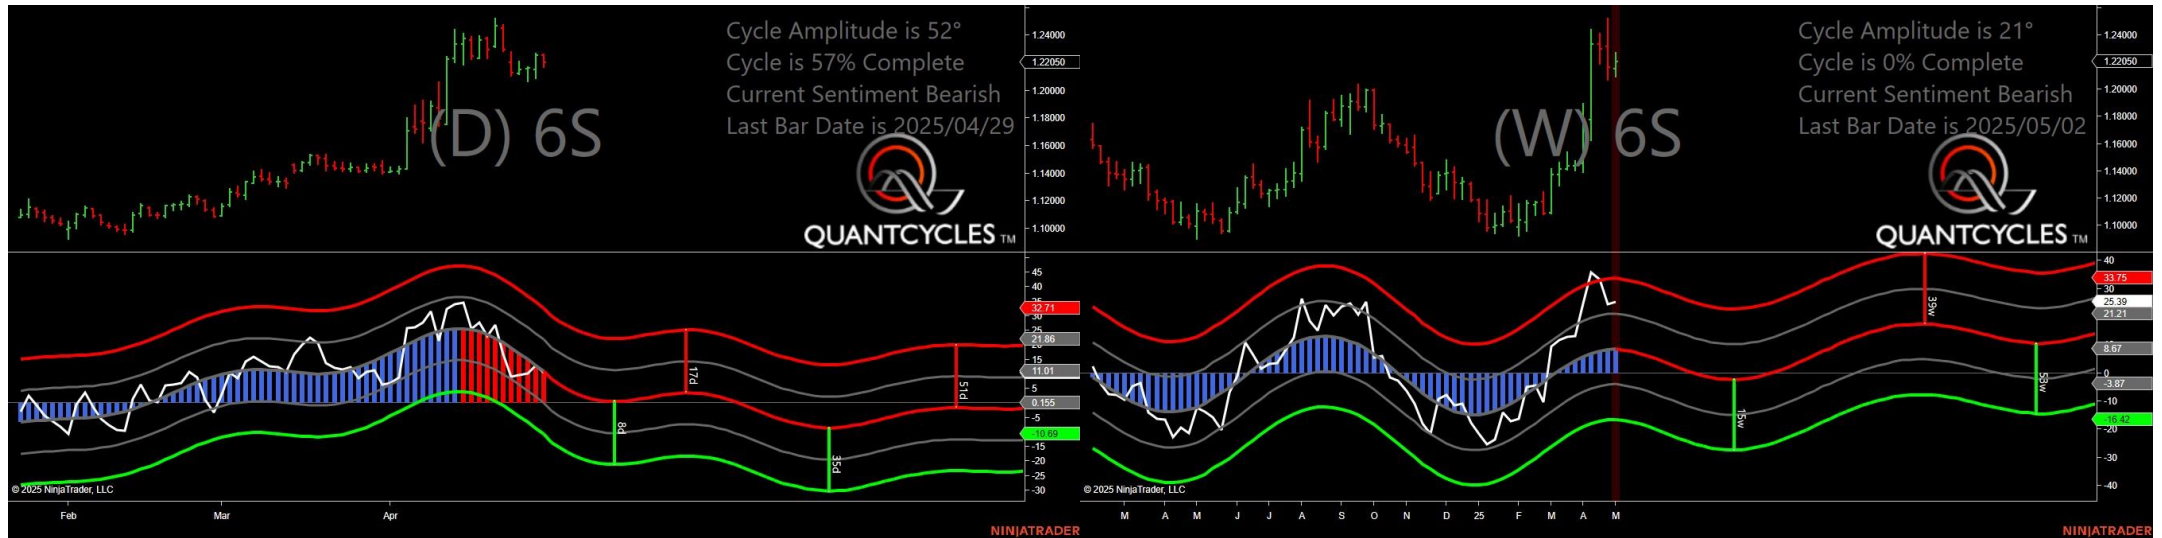 Cycle Amplitude is 52°
Cycle is 57% Complete
Current Sentiment Bearish
Last Bar Date is 2025/04/29
(D) 6S
QUANTCYCLES TM
1.24000
1.22050
1.20000
1.18000
1.16000
1.14000
1.12000
1.10000
45
40
32.71
30
25
21.86
15
11.01
5
0.155
-5
-10.69
-15
-20
-25
-30
8d
17d
35d
51d
© 2025 NinjaTrader, LLC
Feb Mar Apr
NINJATRADER
Cycle Amplitude is 21°
Cycle is 0% Complete
Current Sentiment Bearish
Last Bar Date is 2025/05/02
(W) 6S
QUANTCYCLES TM
1.24000
1.22050
1.20000
1.18000
1.16000
1.14000
1.12000
1.10000
40
33.75
30
25.39
21.21
8.67
0
-3.87
-10
-16.42
-20
-30
-40
15w
39w
53w
© 2025 NinjaTrader, LLC
M A M J J A S O N D 25 F M A M
NINJATRADER